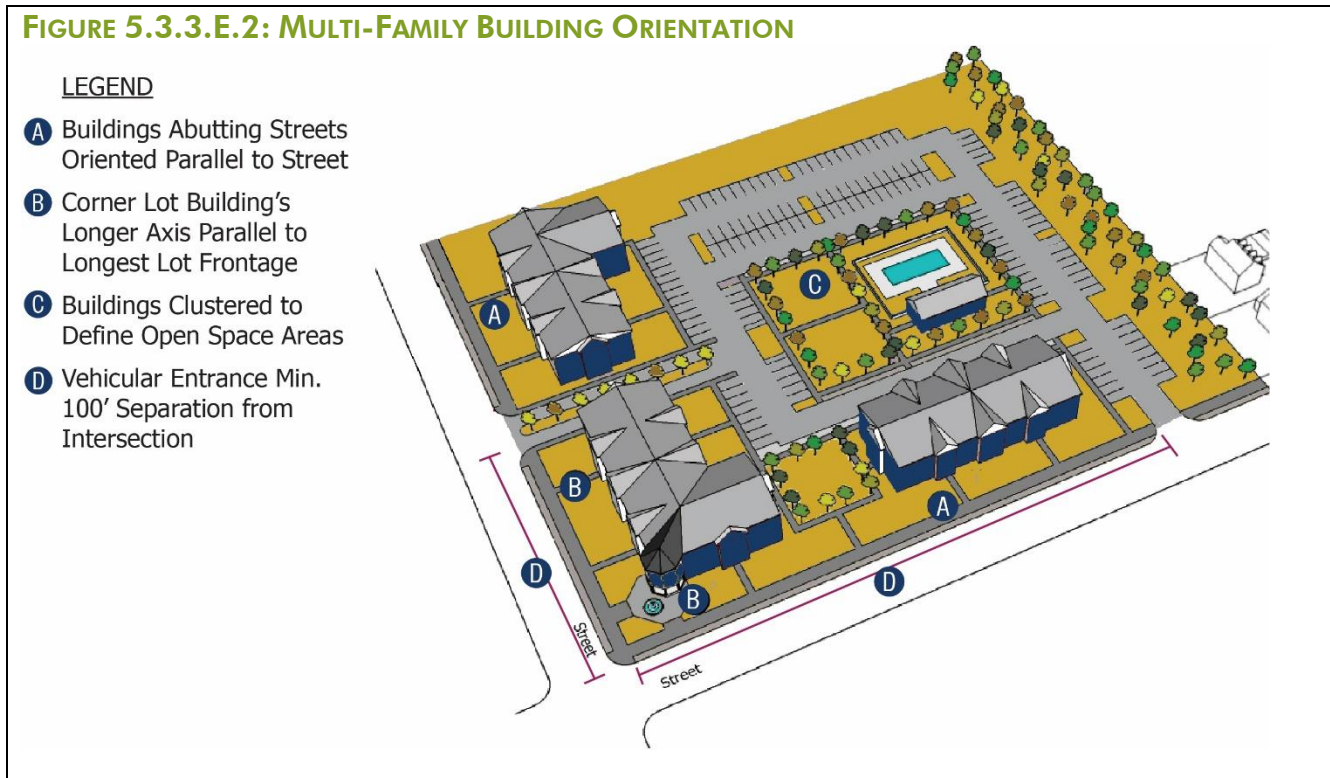 FIGURE 5.3.3.E.2: MULTI-FAMILY BUILDING ORIENTATION
LEGEND
A Buildings Abutting Streets
Oriented Parallel to Street
B Corner Lot Building's
Longer Axis Parallel to
Longest Lot Frontage
C Buildings Clustered to
Define Open Space Areas
D Vehicular Entrance Min.
100' Separation from
Intersection
C
A
B
A
D
D
B
Street
Street